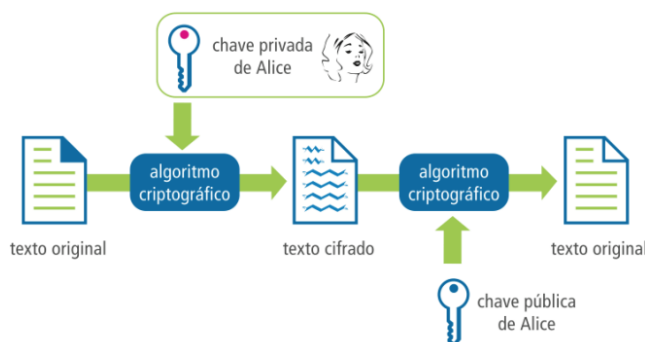 chave privada
de Alice
algoritmo
criptográfico
algoritmo
criptográfico
texto original
texto cifrado
texto original
chave pública
de Alice